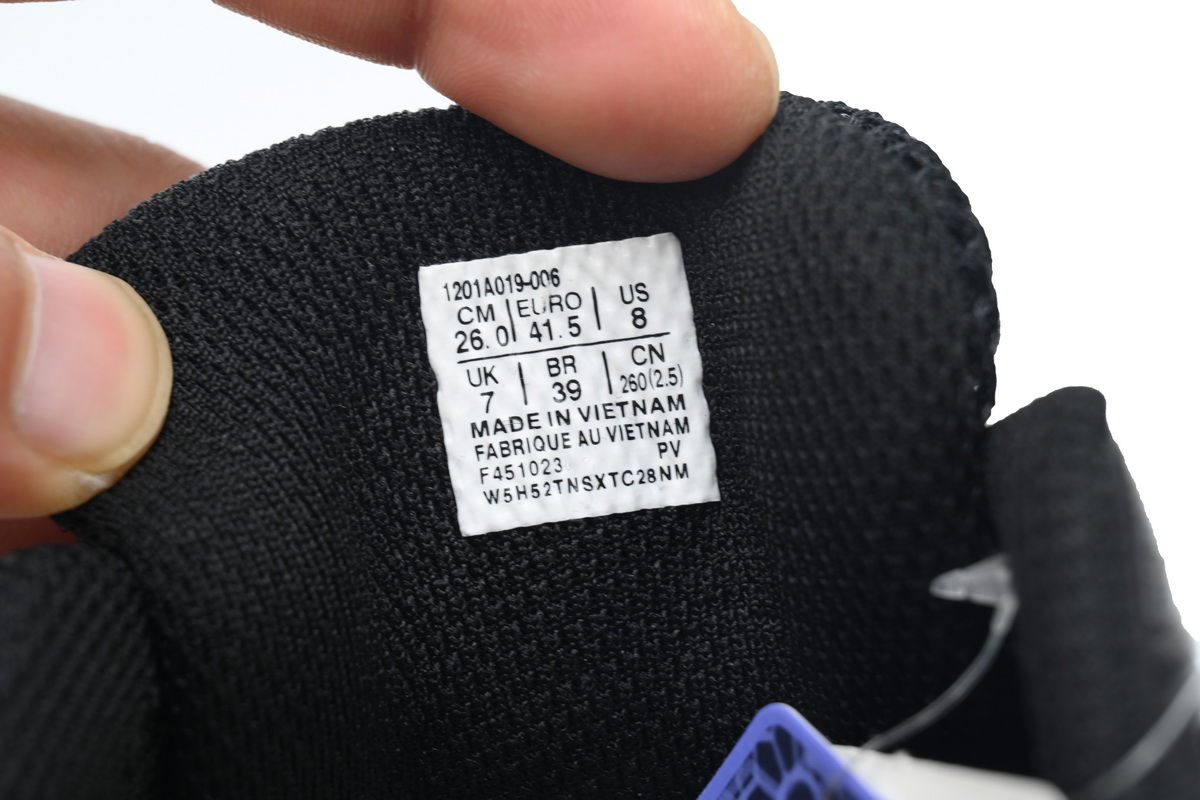 1201A019-006
CM | EURO | US
26.0 | 41.5 | 8
UK | BR | CN
7 | 39 | 260(2.5)
MADE IN VIETNAM
FABRIQUE AU VIETNAM
F451023 PV
W5H52TNSXTC28NM